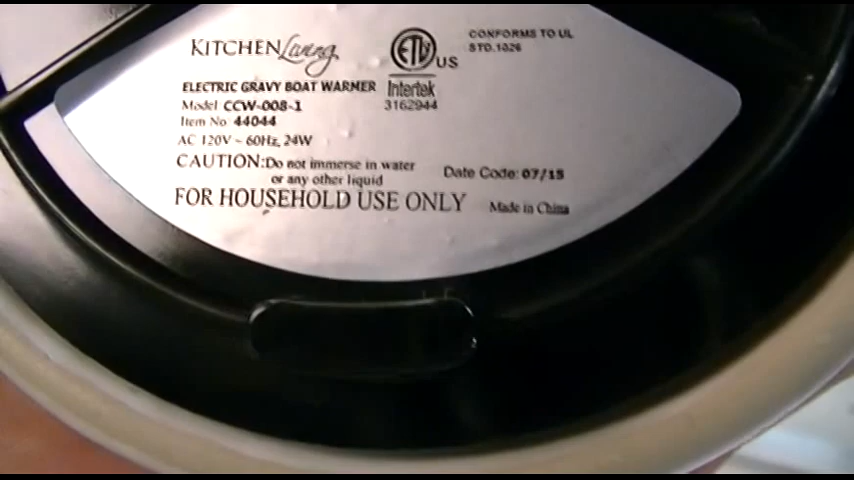 KITCHEN Living
ELECTRIC GRAVY BOAT WARMER
Model CCW-008-1
Item No 44044
AC 120V ~ 60Hz, 24W
CAUTION: Do not immerse in water
or any other liquid
FOR HOUSEHOLD USE ONLY
ETL US
Intertek
3162944
CONFORMS TO UL
STD.1026
Date Code: 07/15
Made in China